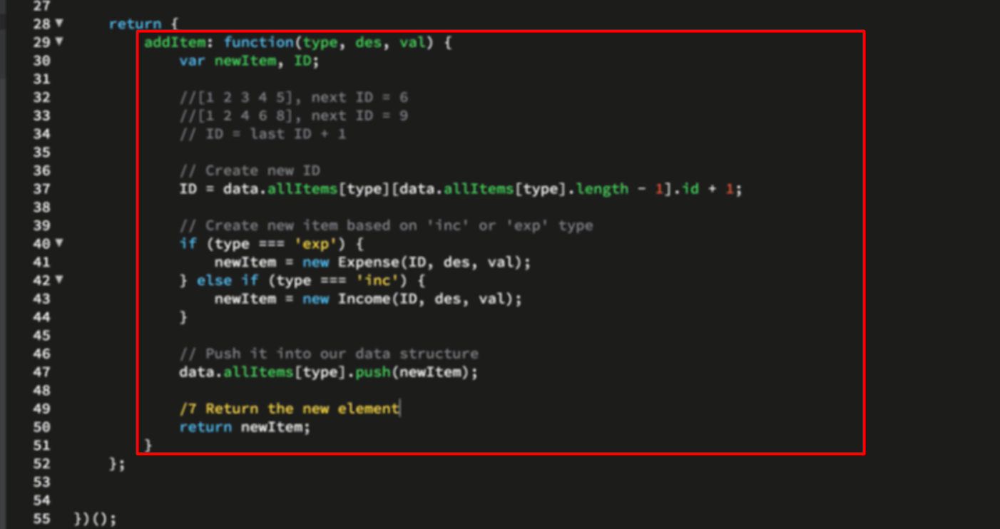 27
28 return {
29 addItem: function(type, des, val) {
30 var newItem, ID;
31
32 //[1 2 3 4 5], next ID = 6
33 //[1 2 4 6 8], next ID = 9
34 // ID = last ID + 1
35
36 // Create new ID
37 ID = data.allItems[type][data.allItems[type].length - 1].id + 1;
38
39 // Create new item based on 'inc' or 'exp' type
40 if (type === 'exp') {
41 newItem = new Expense(ID, des, val);
42 } else if (type === 'inc') {
43 newItem = new Income(ID, des, val);
44 }
45
46 // Push it into our data structure
47 data.allItems[type].push(newItem);
48
49 /7 Return the new element
50 return newItem;
51 }
52 };
53
54
55 })();